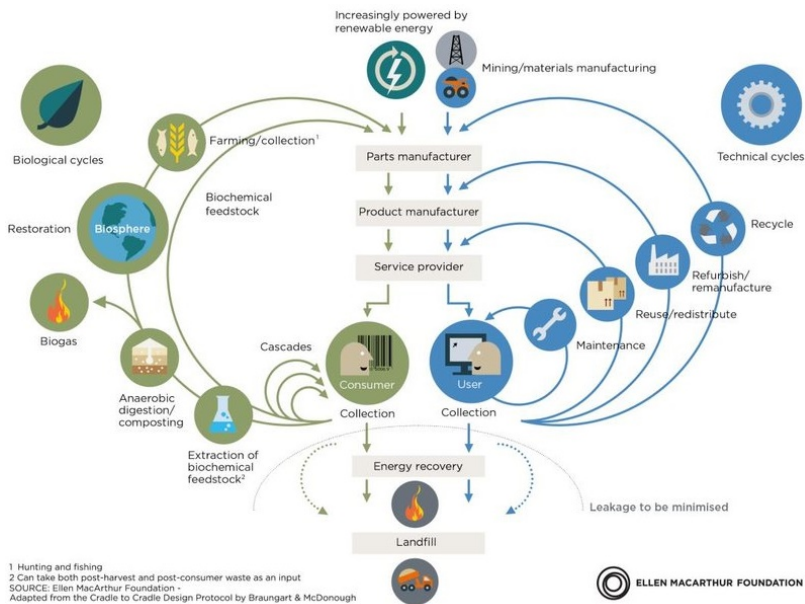 Increasingly powered by
renewable energy
Mining/materials manufacturing
Biological cycles
Technical cycles
Farming/collection¹
Parts manufacturer
Biochemical
feedstock
Product manufacturer
Restoration
Biosphere
Recycle
Service provider
Refurbish/
remanufacture
Reuse/redistribute
Biogas
Maintenance
Cascades
Consumer
User
Anaerobic
digestion/
composting
Collection
Collection
Extraction of
biochemical
feedstock²
Energy recovery
Leakage to be minimised
Landfill
1 Hunting and fishing
2 Can take both post-harvest and post-consumer waste as an input
SOURCE: Ellen MacArthur Foundation -
Adapted from the Cradle to Cradle Design Protocol by Braungart & McDonough
ELLEN MACARTHUR FOUNDATION